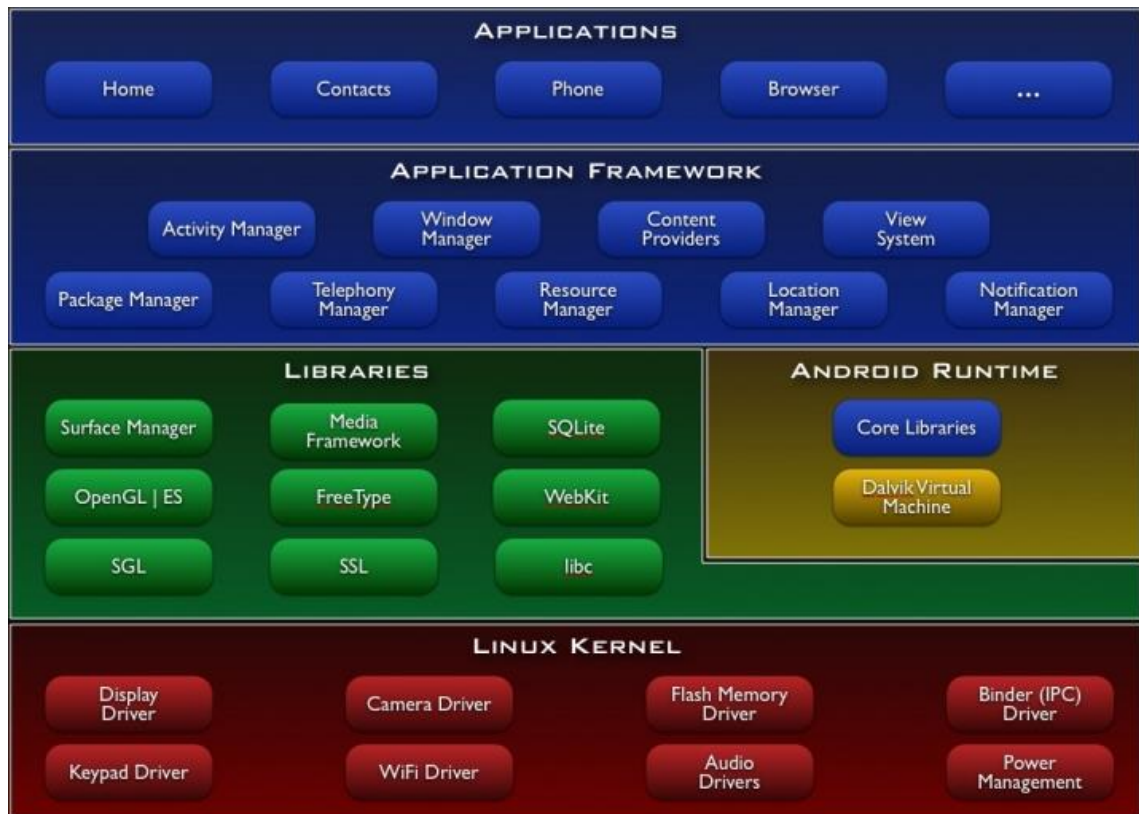 APPLICATIONS
Home
Contacts
Phone
Browser
...
APPLICATION FRAMEWORK
Activity Manager
Window
Manager
Content
Providers
View
System
Package Manager
Telephony
Manager
Resource
Manager
Location
Manager
Notification
Manager
LIBRARIES
Surface Manager
Media
Framework
SQLite
OpenGL | ES
FreeType
WebKit
SGL
SSL
libc
ANDROID RUNTIME
Core Libraries
Dalvik Virtual
Machine
LINUX KERNEL
Display
Driver
Camera Driver
Flash Memory
Driver
Binder (IPC)
Driver
Keypad Driver
WiFi Driver
Audio
Drivers
Power
Management